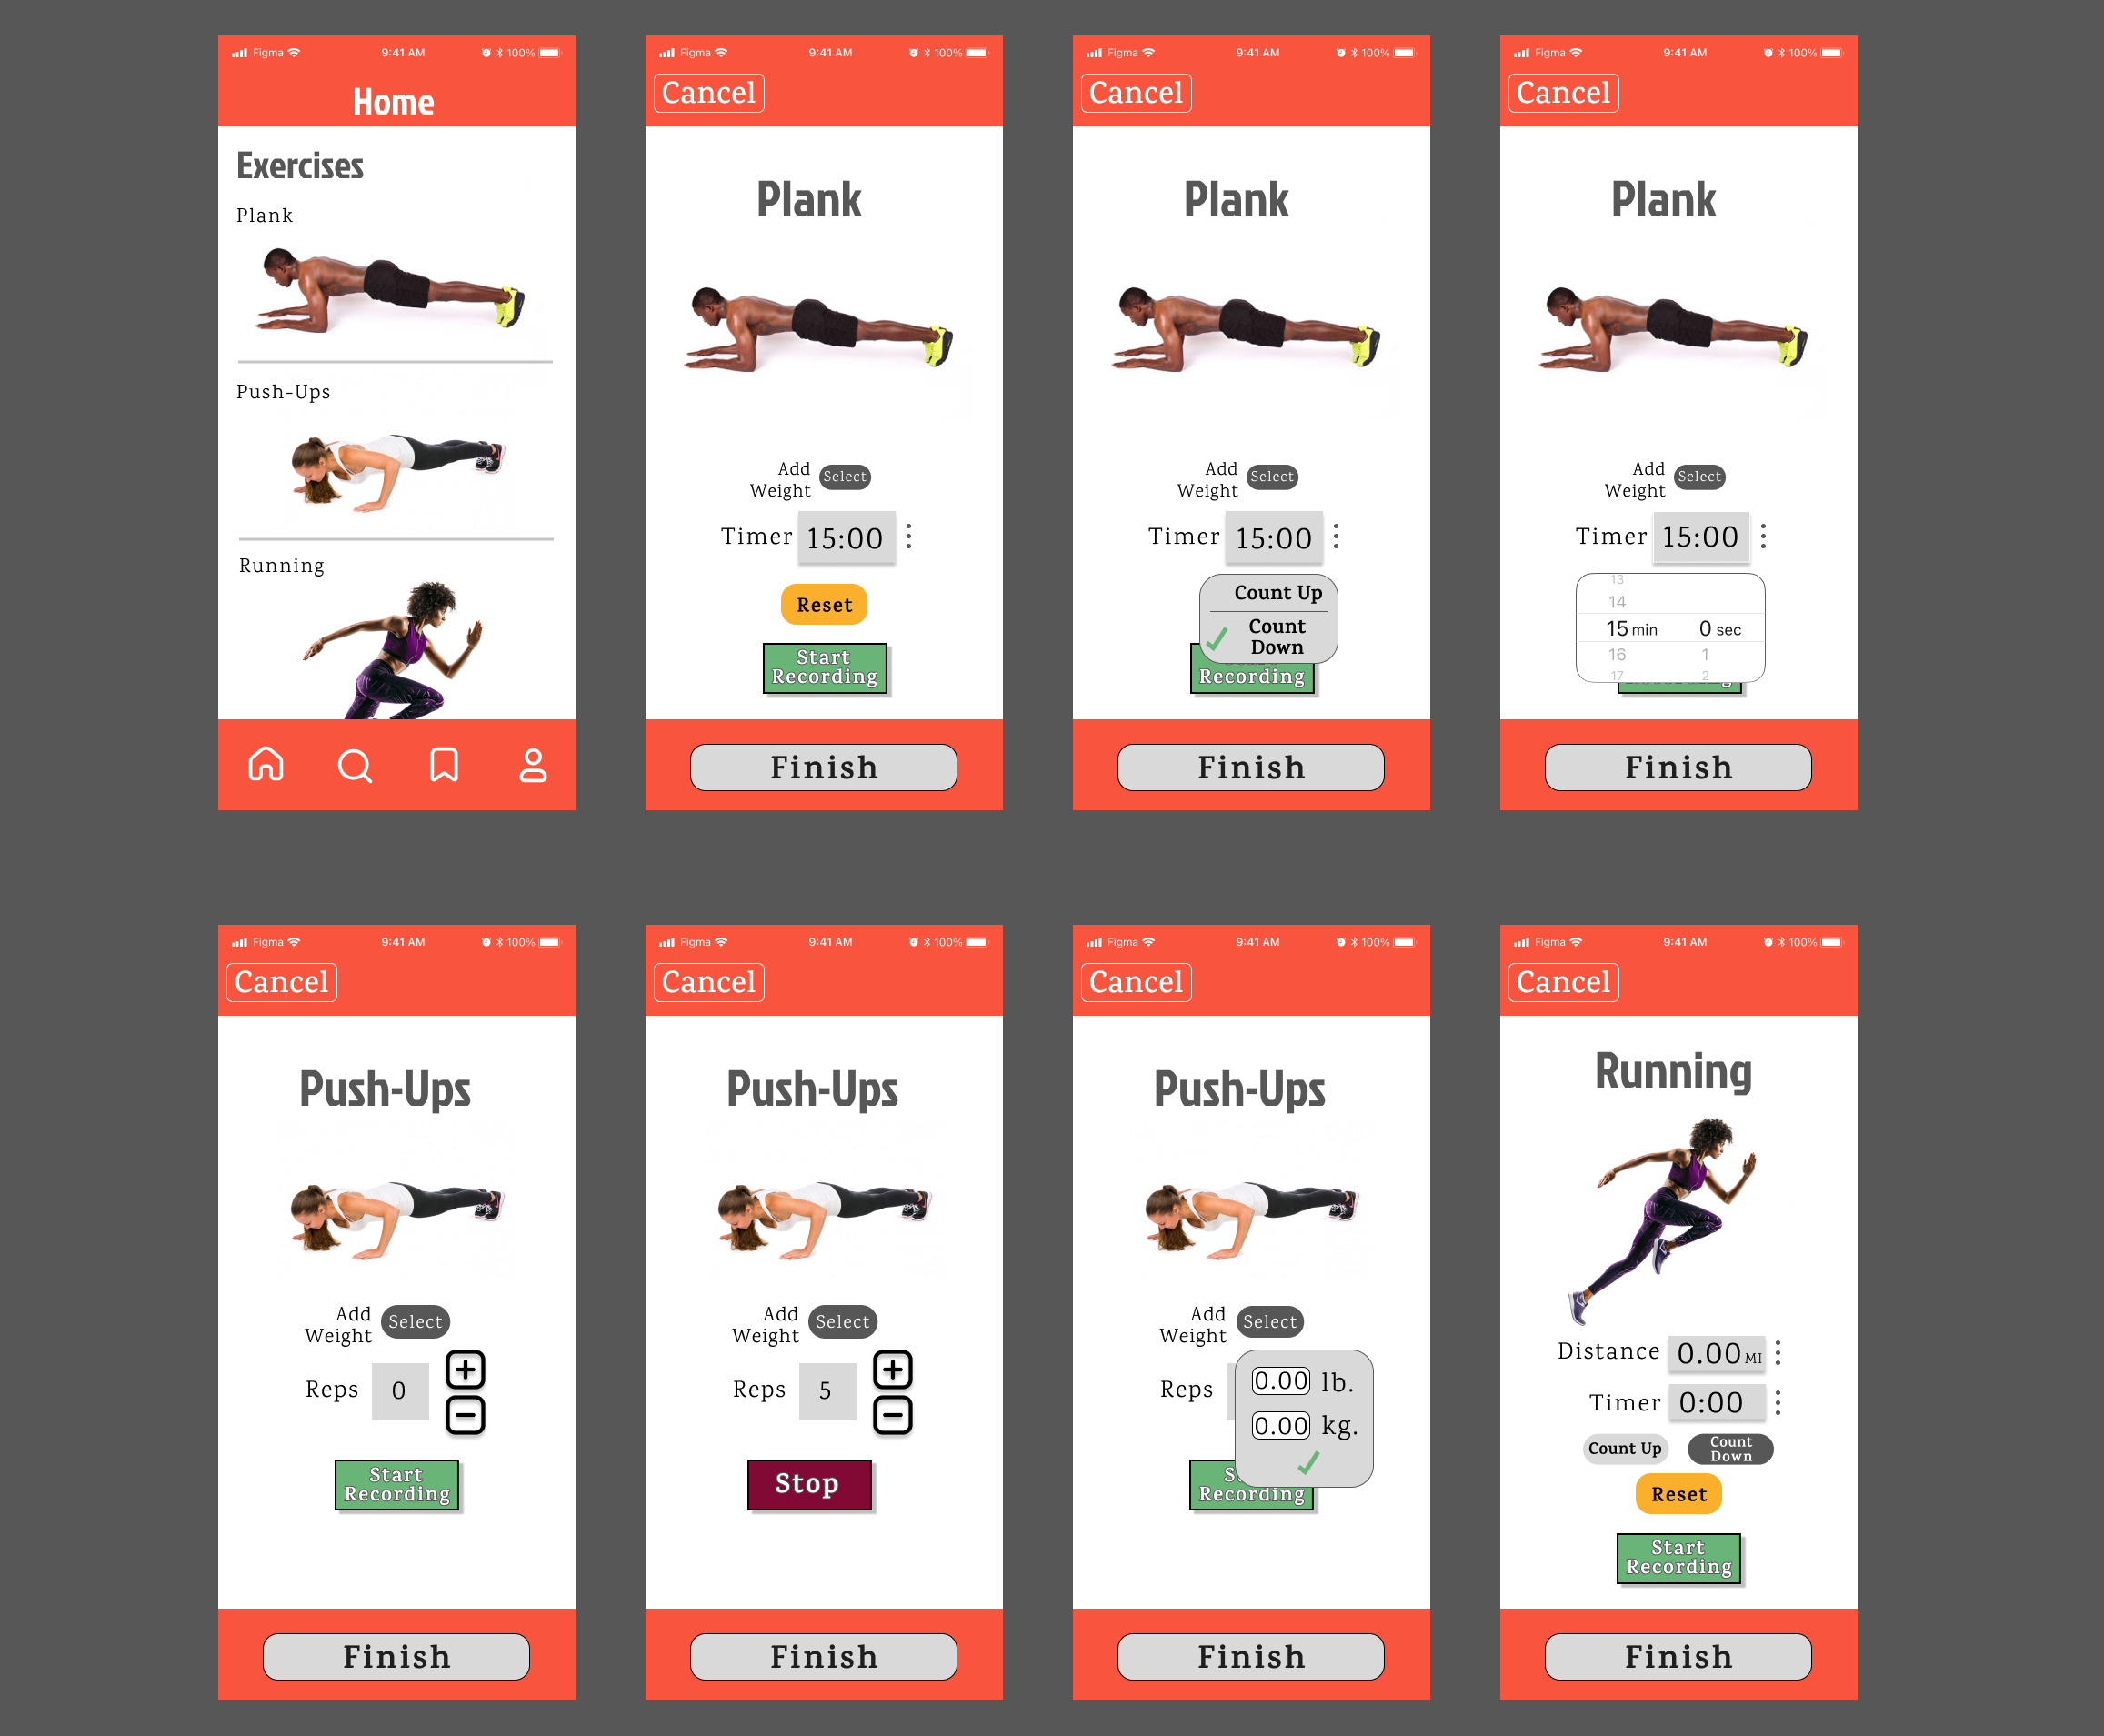 Figma 9:41 AM 100%
Home
Exercises
Plank
Push-Ups
Running
Figma 9:41 AM 100%
Cancel
Plank
Add
Weight
Select
Timer 15:00
Reset
Start
Recording
Finish
Figma 9:41 AM 100%
Cancel
Plank
Add
Weight
Select
Timer 15:00
Count Up
Count
Down
Recording
Finish
Figma 9:41 AM 100%
Cancel
Plank
Add
Weight
Select
Timer 15:00
13
14
15 min 0 sec
16 1
17 2
Finish
Figma 9:41 AM 100%
Cancel
Push-Ups
Add
Weight
Select
Reps 0
Start
Recording
Finish
Figma 9:41 AM 100%
Cancel
Push-Ups
Add
Weight
Select
Reps 5
Stop
Finish
Figma 9:41 AM 100%
Cancel
Push-Ups
Add
Weight
Select
Reps
0.00 lb.
0.00 kg.
Recording
Finish
Figma 9:41 AM 100%
Cancel
Running
Distance 0.00 MI
Timer 0:00
Count Up
Count
Down
Reset
Start
Recording
Finish